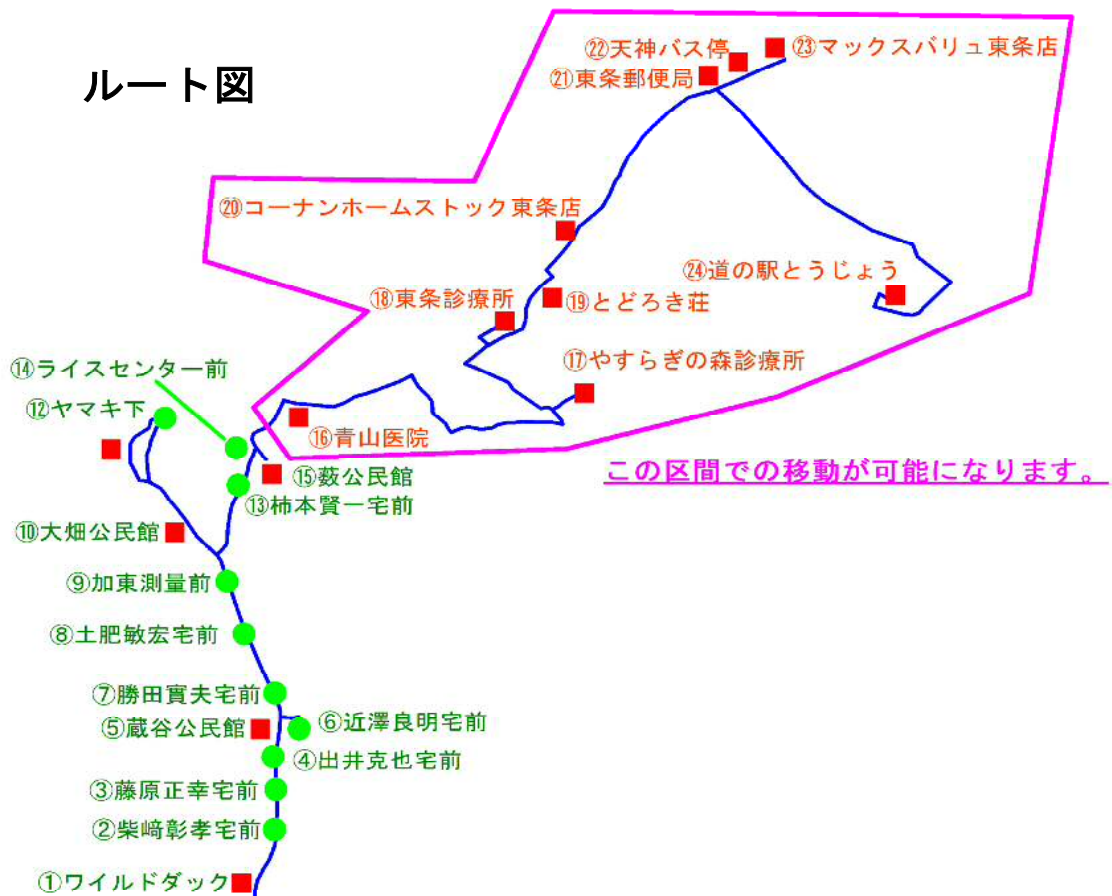 ルート図
㉒天神バス停
㉓マックスバリュ東条店
㉑東条郵便局
⑳コーナンホームストック東条店
㉔道の駅とうじょう
⑱東条診療所
⑲とどろき荘
⑰やすらぎの森診療所
⑭ライスセンター前
⑫ヤマキ下
⑯青山医院
この区間での移動が可能になります。
⑮薮公民館
⑬柿本賢一宅前
⑩大畑公民館
⑨加東測量前
⑧土肥敏宏宅前
⑦勝田實夫宅前
⑤蔵谷公民館
⑥近澤良明宅前
④出井克也宅前
③藤原正幸宅前
②柴﨑彰孝宅前
①ワイルドダック